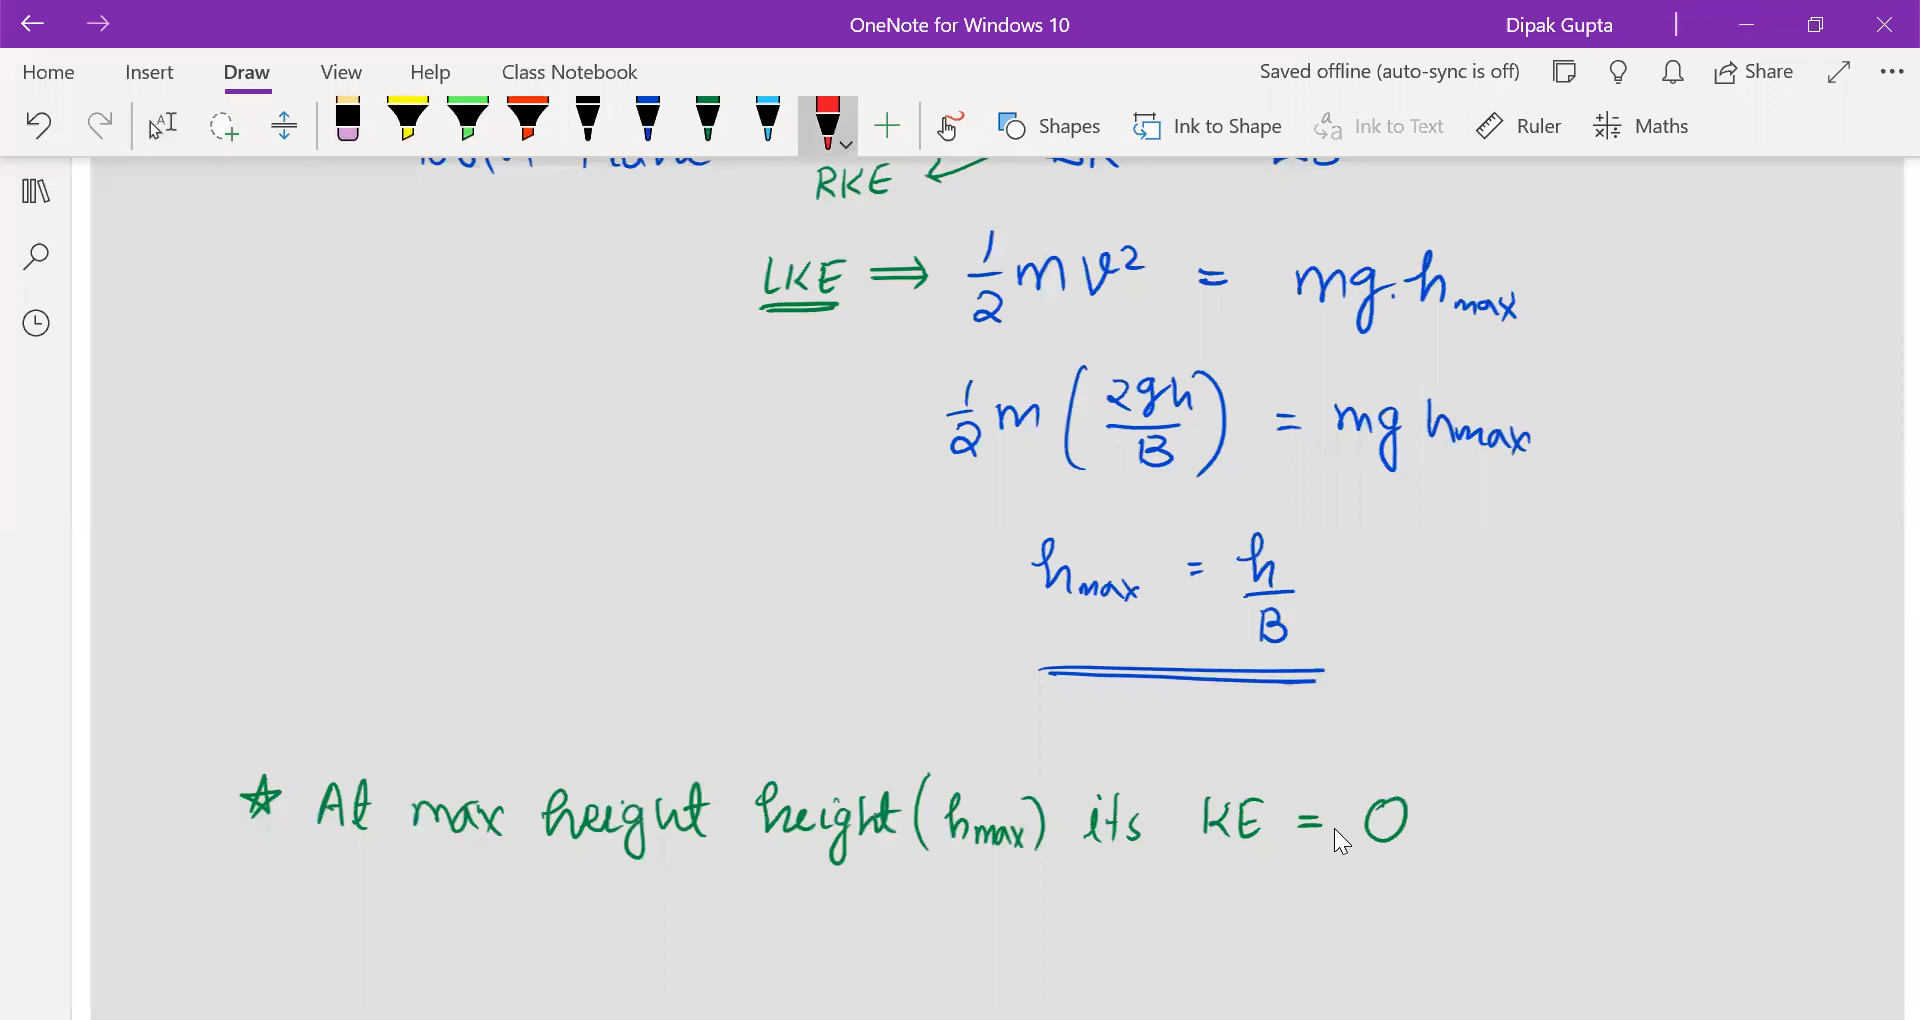 OneNote for Windows 10
Dipak Gupta
Home Insert Draw View Help Class Notebook
Saved offline (auto-sync is off) Share
Shapes Ink to Shape Ink to Text Ruler Maths
RKE
LKE ⟹ 1/2 m v² = mg. h max
1/2 m (2gh/B) = mg hmax
h max = h/B
☆ At max height height (h max) its KE = 0